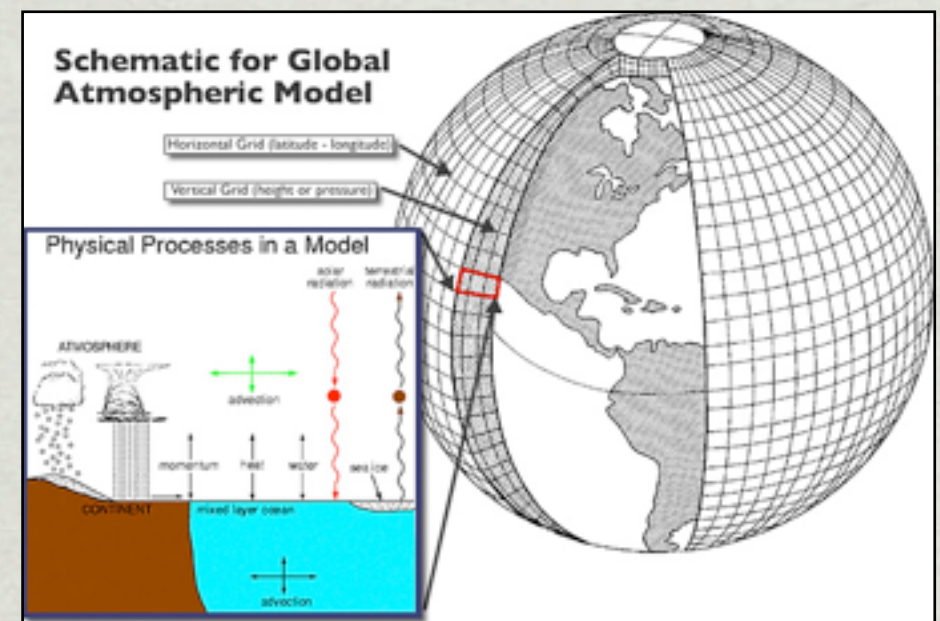 Schematic for Global
Atmospheric Model
Horizontal Grid (latitude - longitude)
Vertical Grid (height or pressure)
Physical Processes in a Model
solar
radiation
terrestrial
radiation
ATMOSPHERE
advection
momentum
heat
water
sea ice
CONTINENT
mixed layer ocean
advection